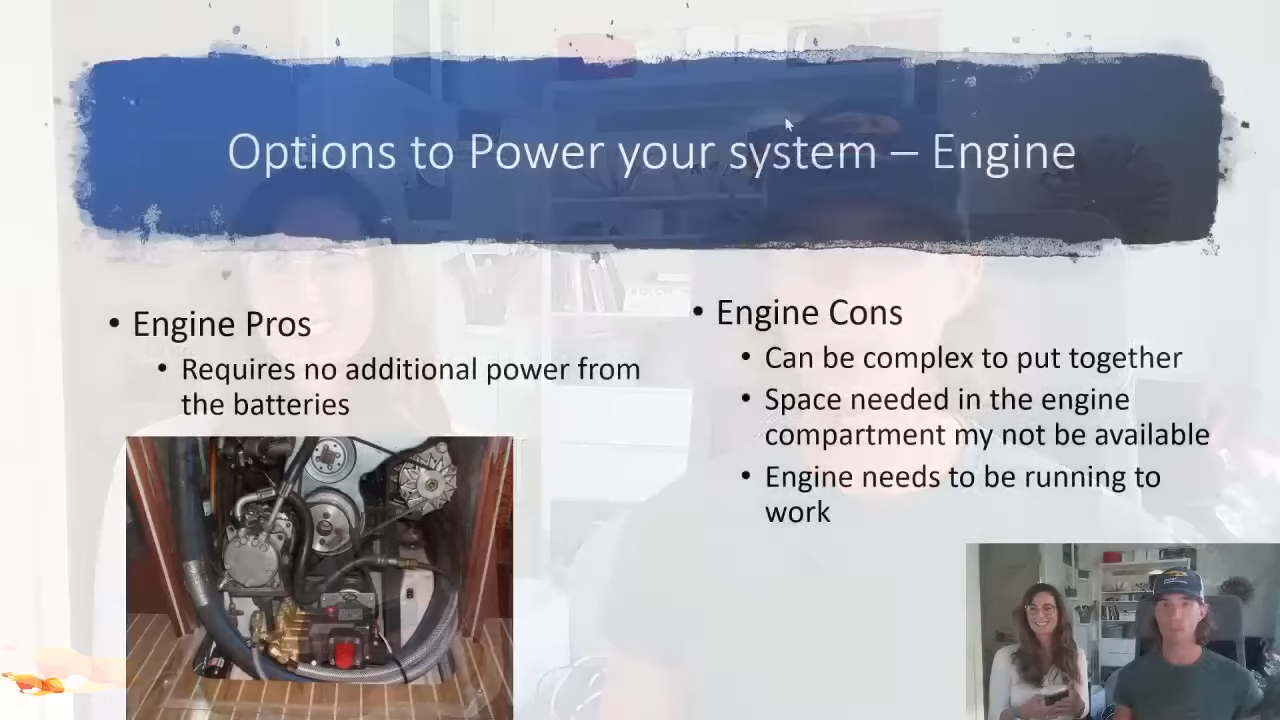 Options to Power your system – Engine
• Engine Pros
• Requires no additional power from
the batteries
• Engine Cons
• Can be complex to put together
• Space needed in the engine
compartment my not be available
• Engine needs to be running to
work